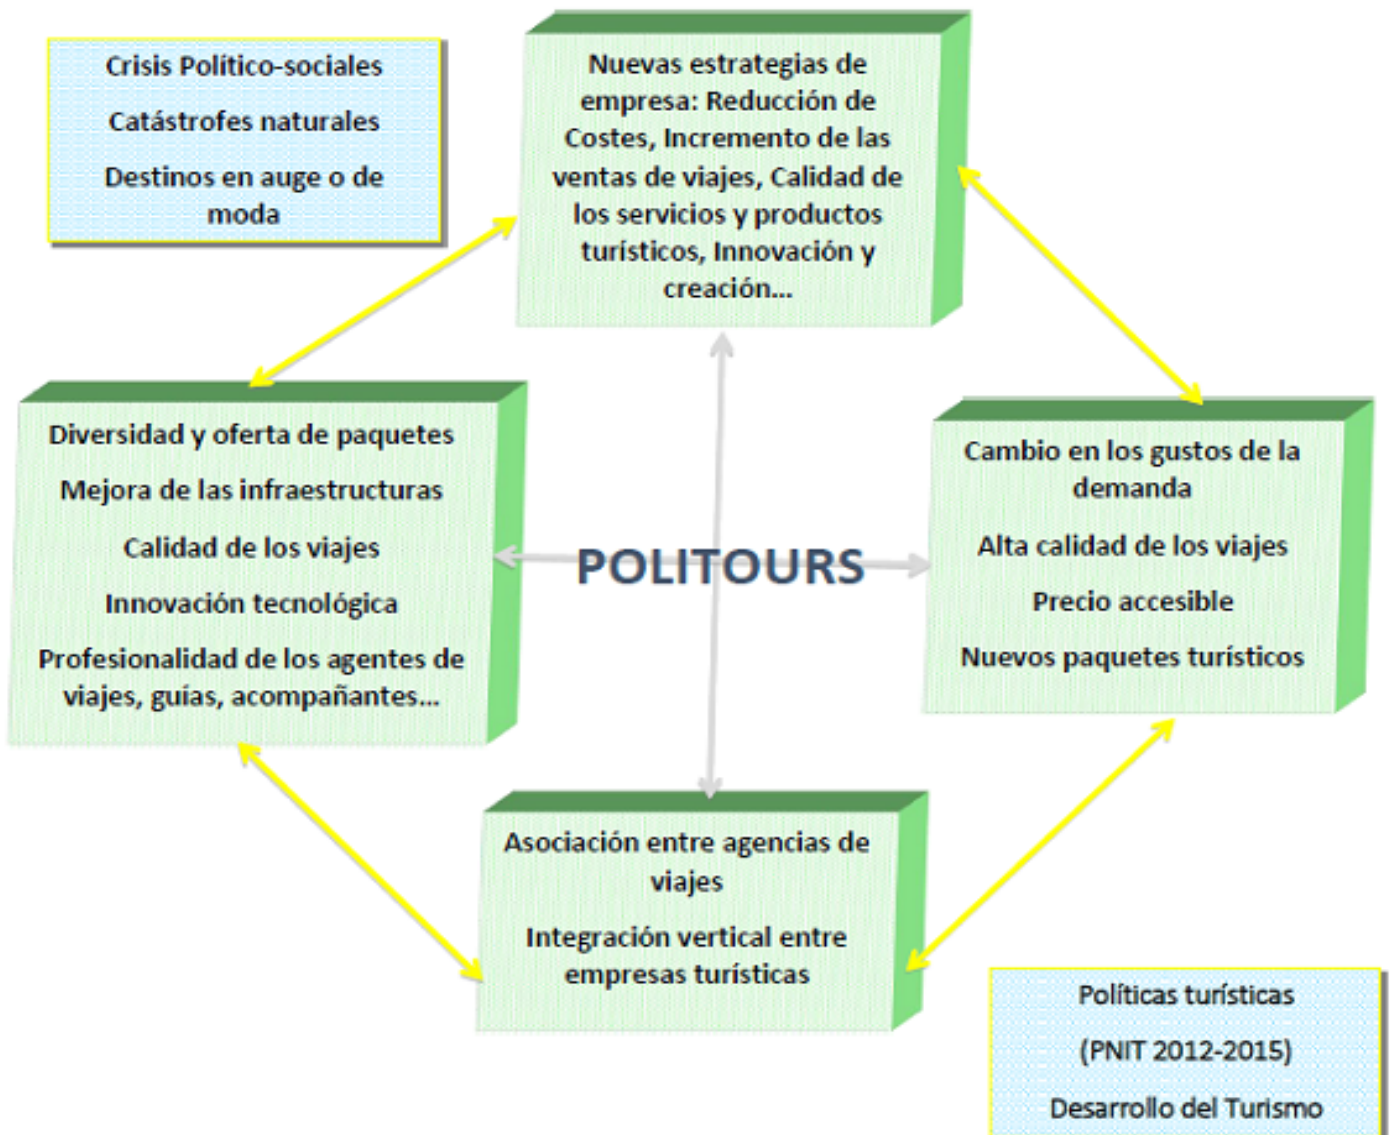 Crisis Político-sociales
Catástrofes naturales
Destinos en auge o de
moda
Nuevas estrategias de
empresa: Reducción de
Costes, Incremento de las
ventas de viajes, Calidad de
los servicios y productos
turísticos, Innovación y
creación...
Diversidad y oferta de paquetes
Mejora de las infraestructuras
Calidad de los viajes
Innovación tecnológica
Profesionalidad de los agentes de
viajes, guías, acompañantes...
POLITOURS
Cambio en los gustos de la
demanda
Alta calidad de los viajes
Precio accesible
Nuevos paquetes turísticos
Asociación entre agencias de
viajes
Integración vertical entre
empresas turísticas
Políticas turísticas
(PNIT 2012-2015)
Desarrollo del Turismo